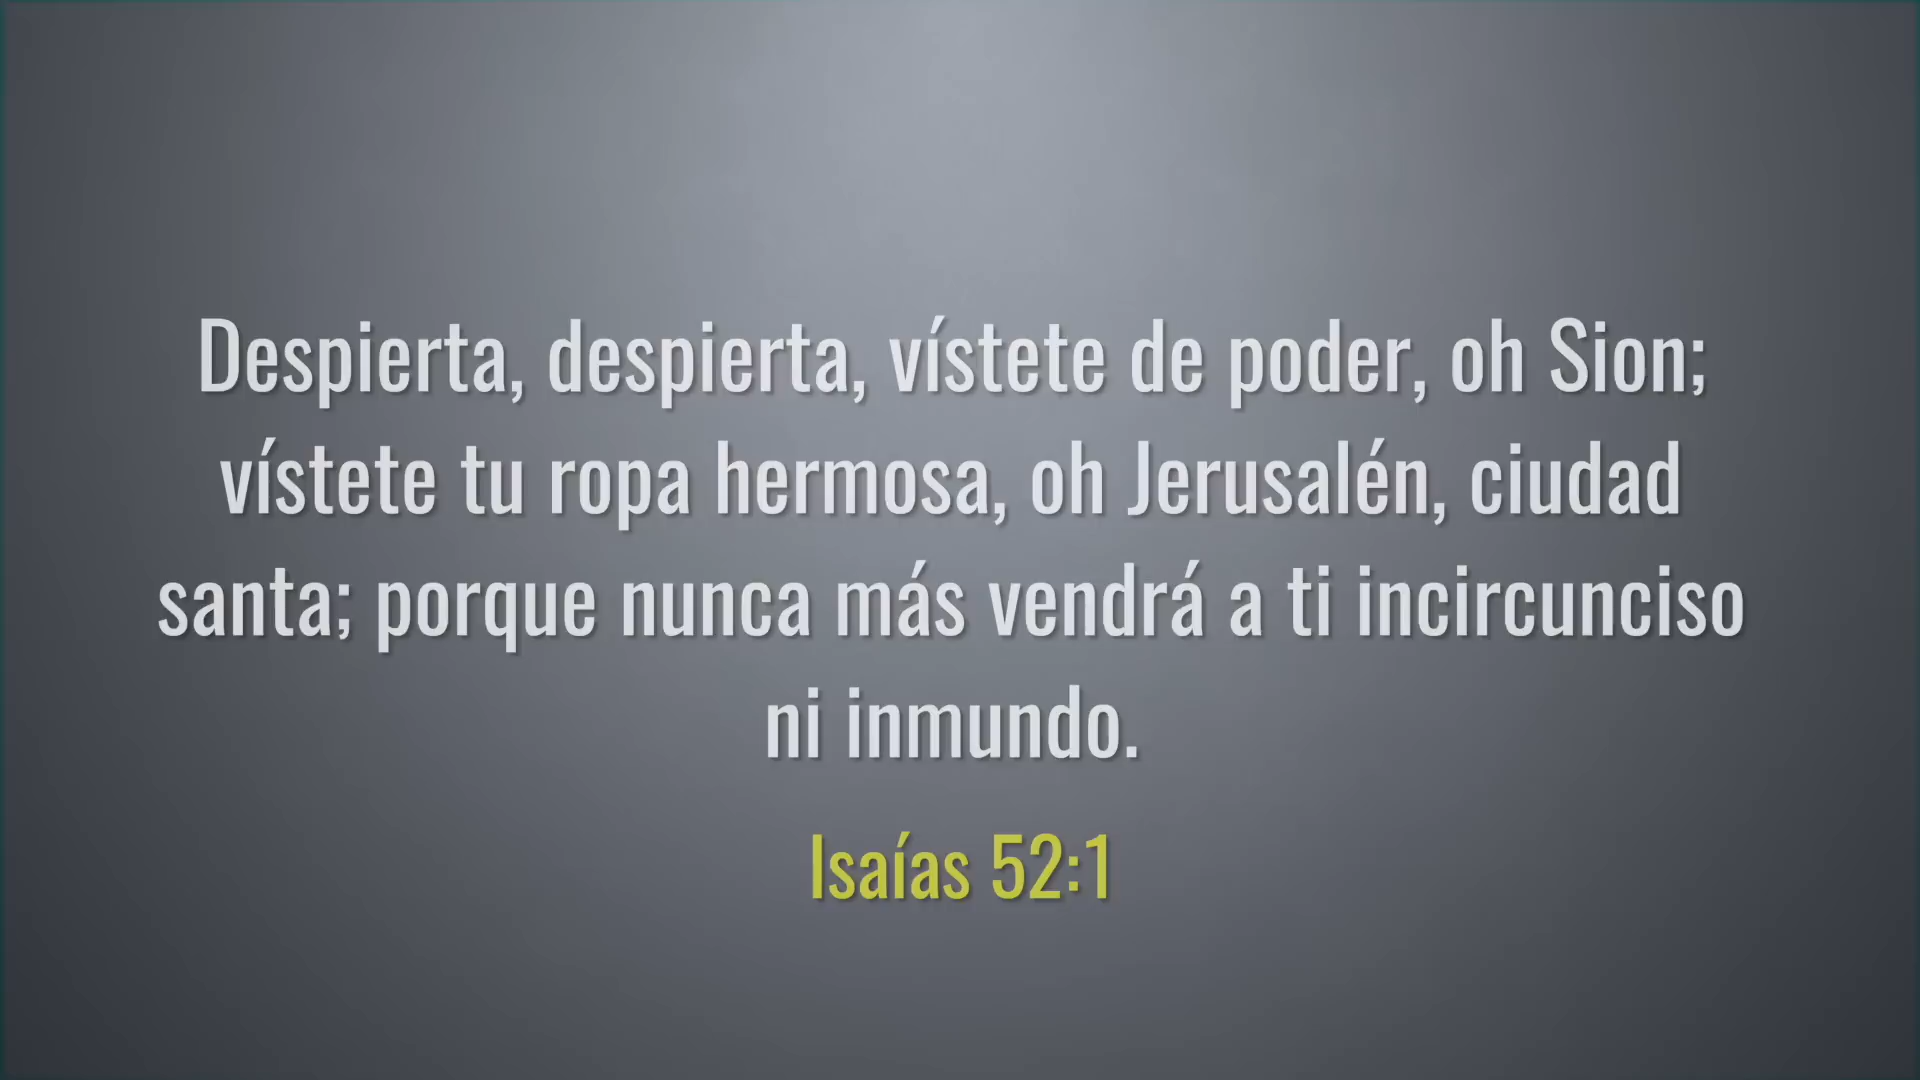 Despierta, despierta, vístete de poder, oh Sion;
vístete tu ropa hermosa, oh Jerusalén, ciudad
santa; porque nunca más vendrá a ti incircunciso
ni inmundo.
Isaías 52:1